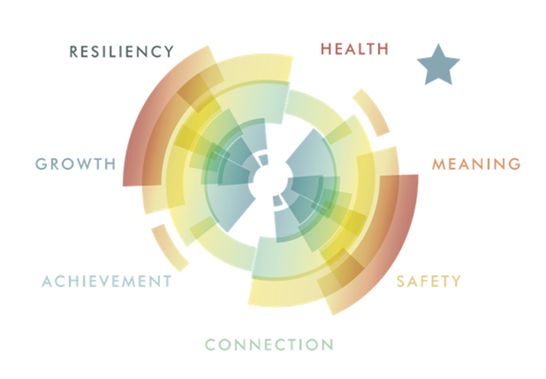 RESILIENCY
HEALTH
GROWTH
MEANING
ACHIEVEMENT
SAFETY
CONNECTION